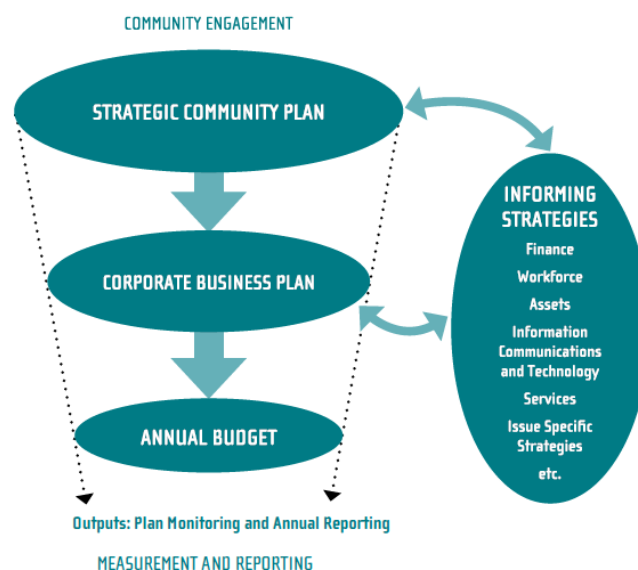 COMMUNITY ENGAGEMENT
STRATEGIC COMMUNITY PLAN
CORPORATE BUSINESS PLAN
ANNUAL BUDGET
INFORMING
STRATEGIES
Finance
Workforce
Assets
Information
Communications
and Technology
Services
Issue Specific
Strategies
etc.
Outputs: Plan Monitoring and Annual Reporting
MEASUREMENT AND REPORTING